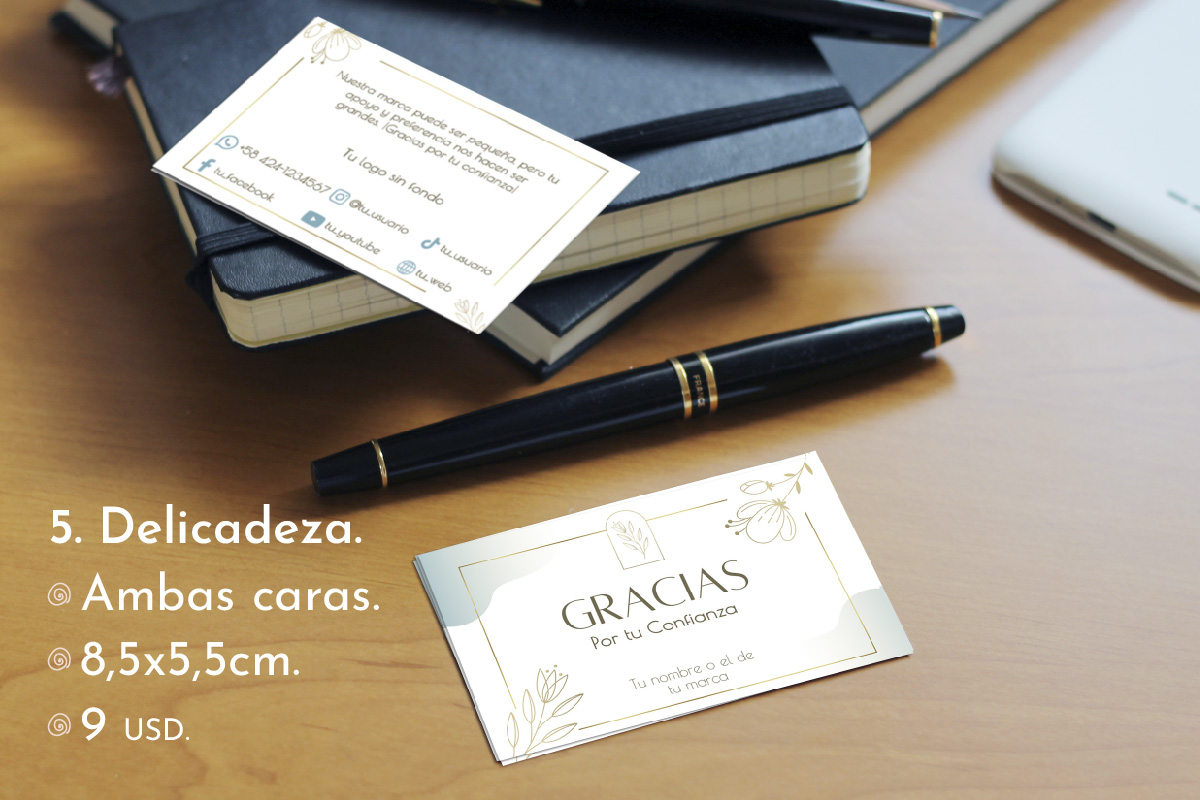 Nuestra marca puede ser pequeña, pero tu
apoyo y preferencia nos hacen ser
grandes. ¡Gracias por tu confianza!
Tu logo sin fondo
+58 424-1234567
@tu_usuario
tu_usuario
tu_facebook
tu_youtube
tu_web
5. Delicadeza.
Ambas caras.
8,5x5,5cm.
9 USD.
GRACIAS
Por tu Confianza
Tu nombre o el de
tu marca